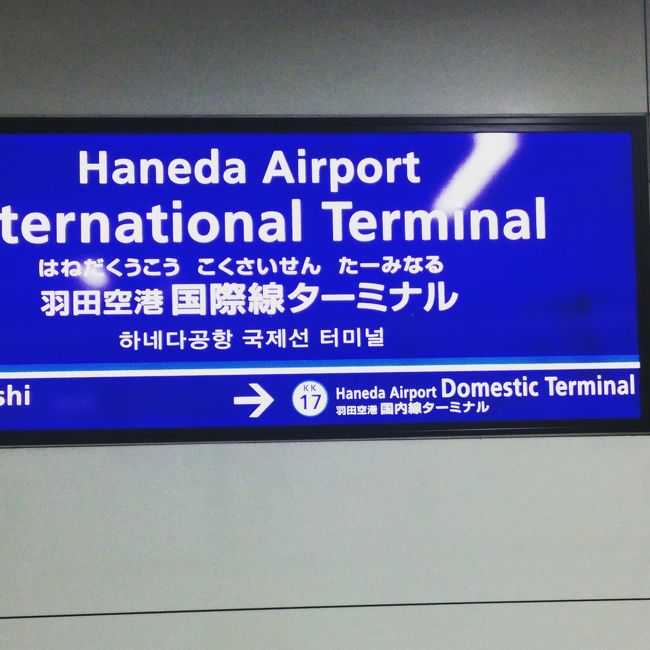 Haneda Airport
ternational Terminal
はねだくうこう こくさいせん たーみなる
羽田空港 国際線ターミナル
하네다공항 국제선 터미널
shi
→ KK 17 Haneda Airport Domestic Terminal
羽田空港 国内線ターミナル